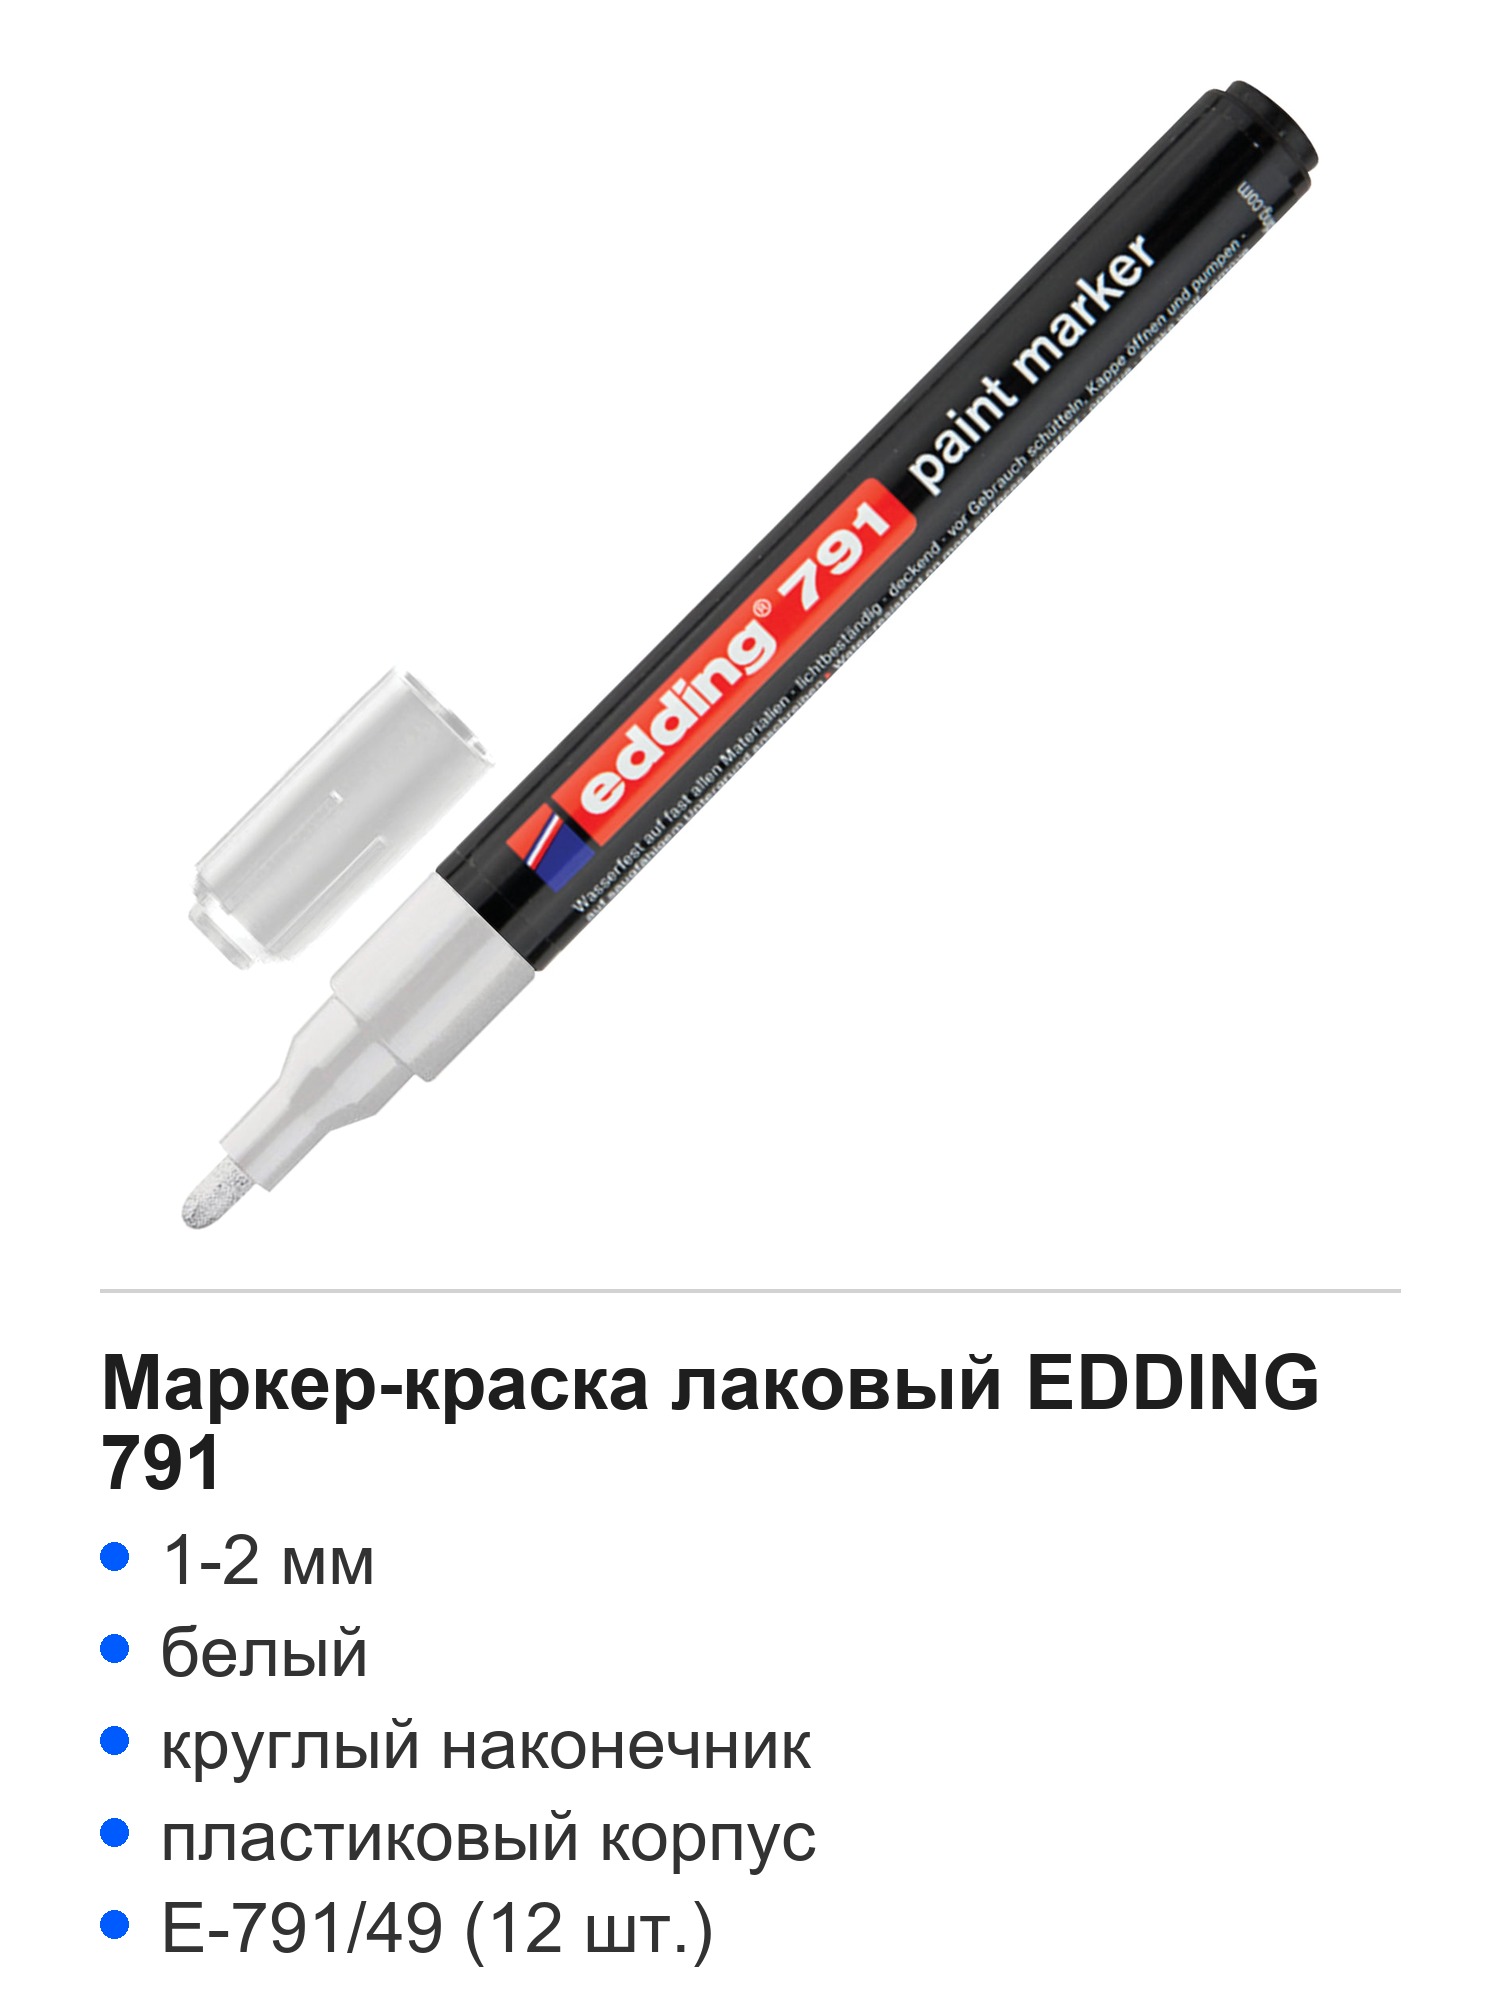 edding® 791 paint marker
Wasserfest auf fast allen Materialien · lichtbeständig · deckend · vor Gebrauch schütteln. Kappe öffnen und pumpen ·
Маркер-краска лаковый EDDING
791
1-2 мм
белый
круглый наконечник
пластиковый корпус
E-791/49 (12 шт.)